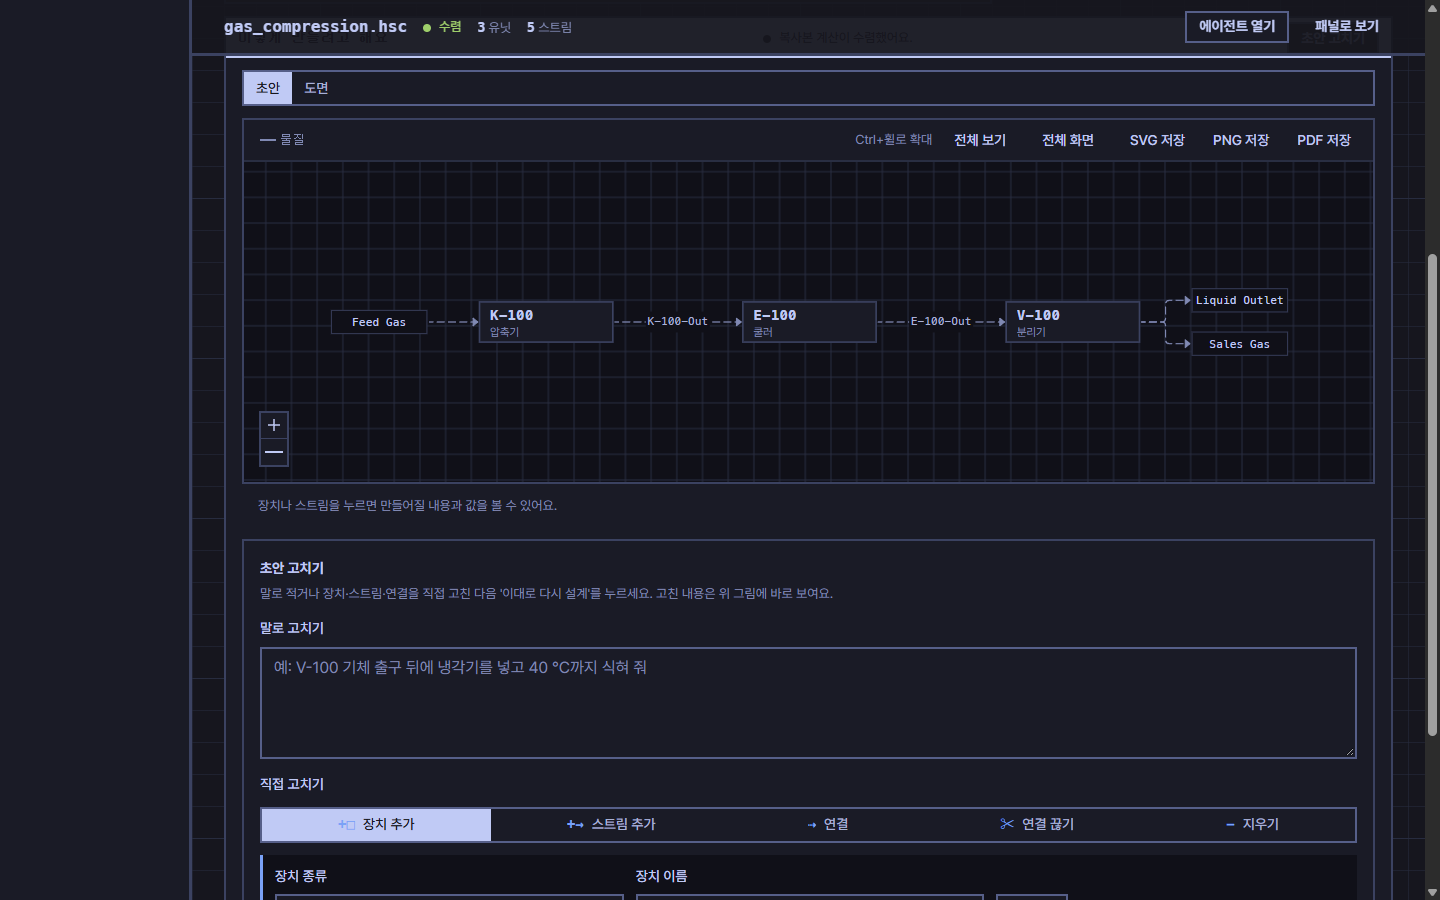 gas_compression.hsc
수렴
3 유닛
5 스트림
에이전트 열기
패널로 보기
초안
도면
물질
Ctrl+휠로 확대
전체 보기
전체 화면
SVG 저장
PNG 저장
PDF 저장
Feed Gas
K-100
압축기
K-100-Out
E-100
쿨러
E-100-Out
V-100
분리기
Liquid Outlet
Sales Gas
장치나 스트림을 누르면 만들어질 내용과 값을 볼 수 있어요.
초안 고치기
말로 적거나 장치·스트림·연결을 직접 고친 다음 '이대로 다시 설계'를 누르세요. 고친 내용은 위 그림에 바로 보여요.
말로 고치기
예: V-100 기체 출구 뒤에 냉각기를 넣고 40 °C까지 식혀 줘
직접 고치기
장치 추가
스트림 추가
연결
연결 끊기
지우기
장치 종류
장치 이름